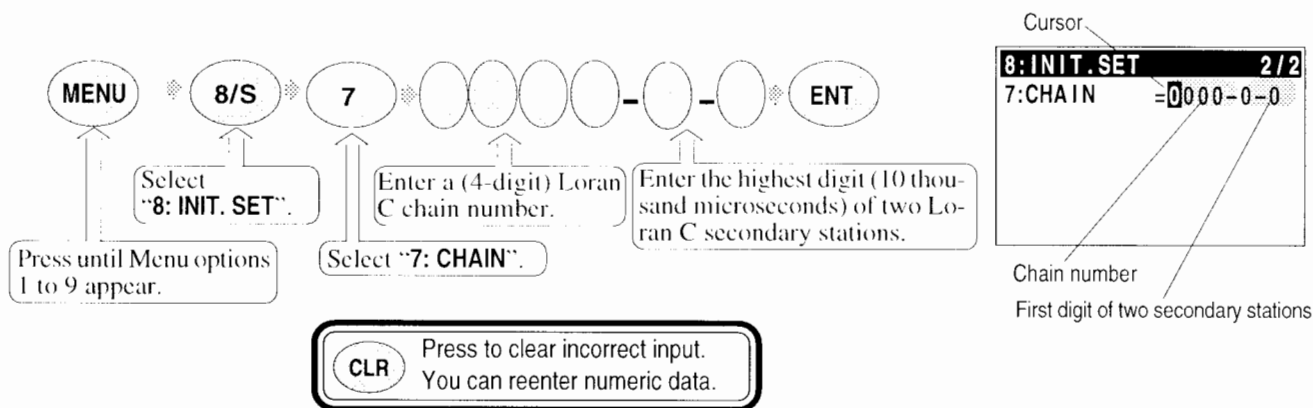 Cursor
MENU 8/S 7 - - ENT
8:INIT.SET 2/2
7:CHAIN =0000-0-0
Select
"8: INIT. SET".
Enter a (4-digit) Loran
C chain number.
Enter the highest digit (10 thou-
sand microseconds) of two Lo-
ran C secondary stations.
Press until Menu options
1 to 9 appear.
Select "7: CHAIN".
Chain number
First digit of two secondary stations
CLR
Press to clear incorrect input.
You can reenter numeric data.